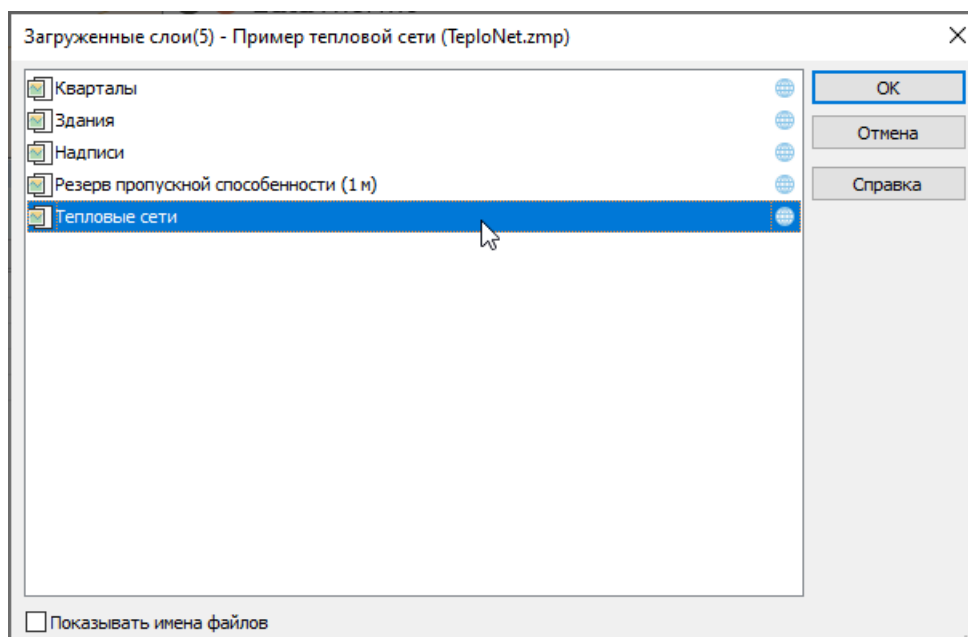 Загруженные слои(5) - Пример тепловой сети (TeploNet.zmp)
Кварталы
OK
Здания
Отмена
Надписи
Резерв пропускной способенности (1 м)
Справка
Тепловые сети
Показывать имена файлов